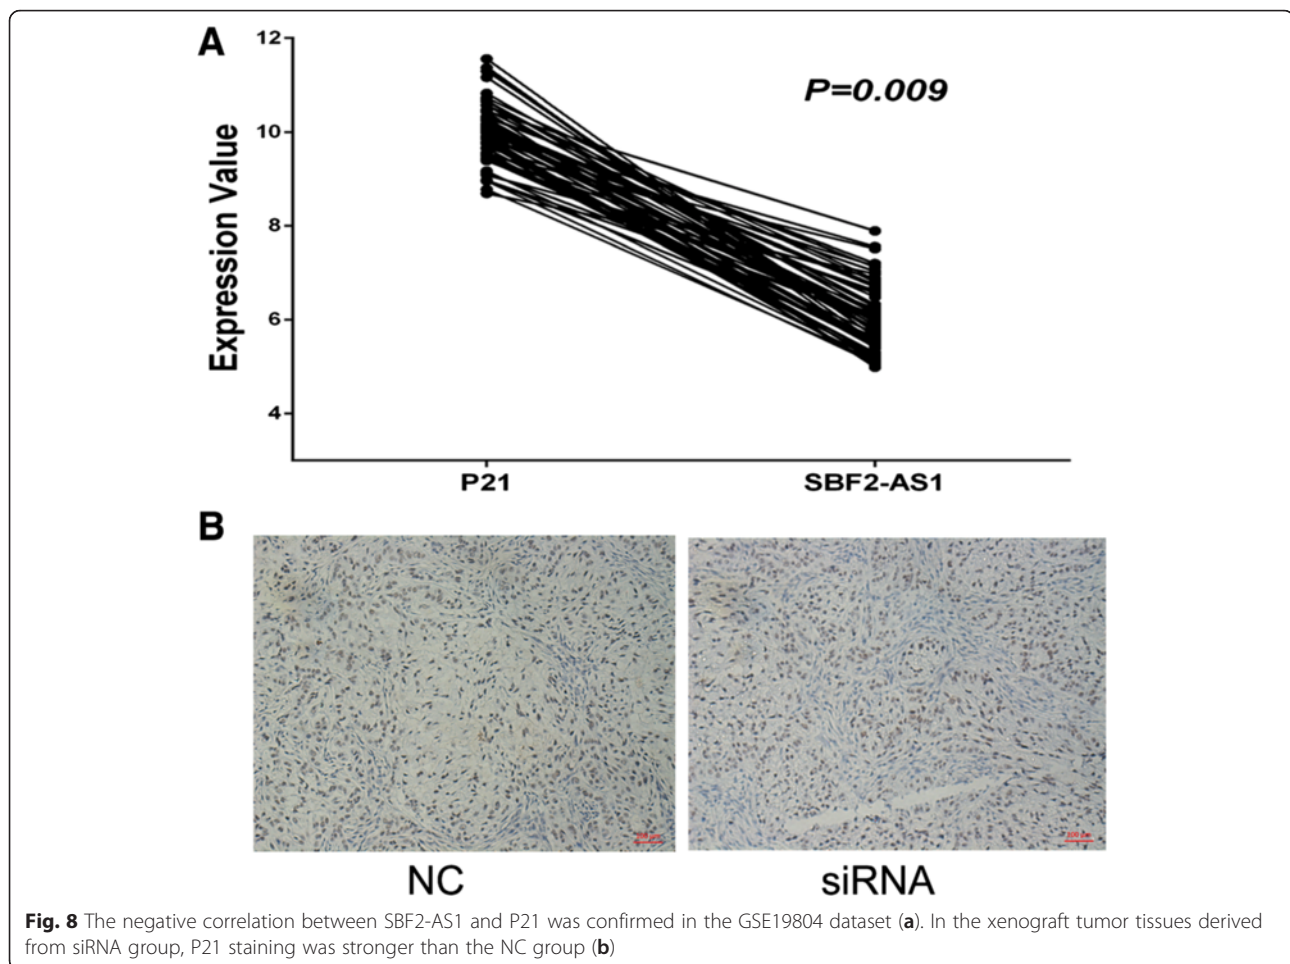 A
12
10
8
6
4
Expression Value
P=0.009
P21 SBF2-AS1
B
100 um
NC siRNA
Fig. 8 The negative correlation between SBF2-AS1 and P21 was confirmed in the GSE19804 dataset (a). In the xenograft tumor tissues derived
from siRNA group, P21 staining was stronger than the NC group (b)